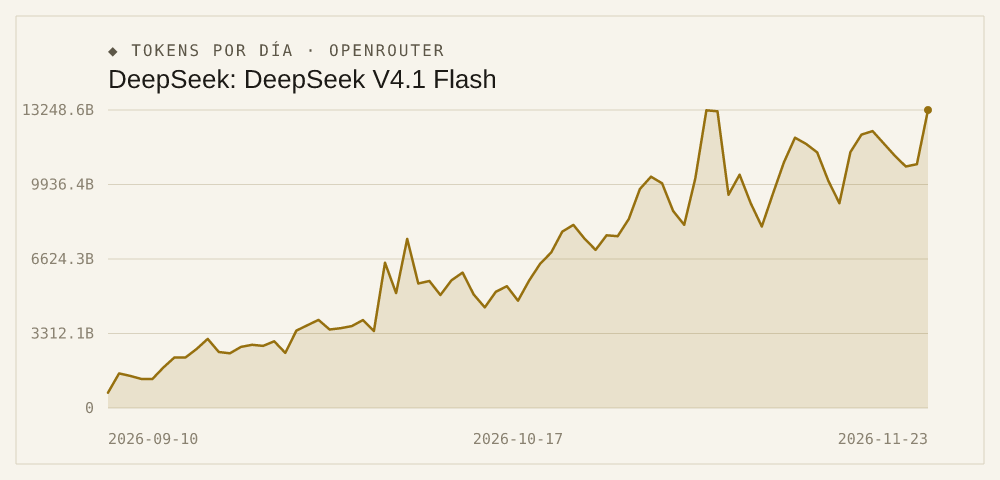 ◆ TOKENS POR DÍA · OPENROUTER
DeepSeek: DeepSeek V4.1 Flash
13248.6B
9936.4B
6624.3B
3312.1B
0
2026-09-10 2026-10-17 2026-11-23